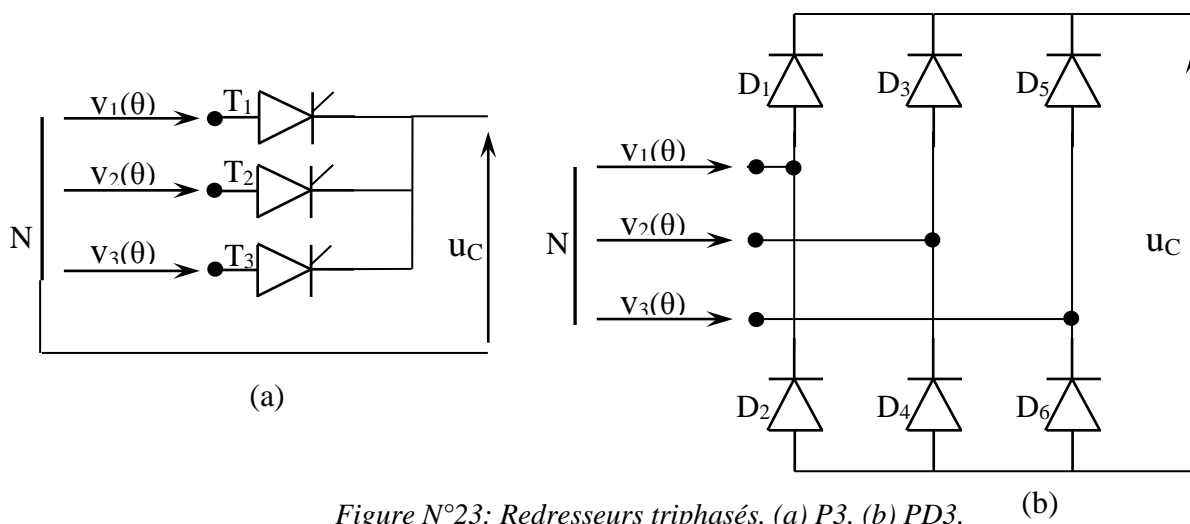 v₁(θ)
T₁
v₂(θ)
T₂
v₃(θ)
T₃
N
u_C
(a)
D₁
D₃
D₅
v₁(θ)
v₂(θ)
v₃(θ)
N
u_C
D₂
D₄
D₆
(b)
Figure N°23: Redresseurs triphasés. (a) P3. (b) PD3.